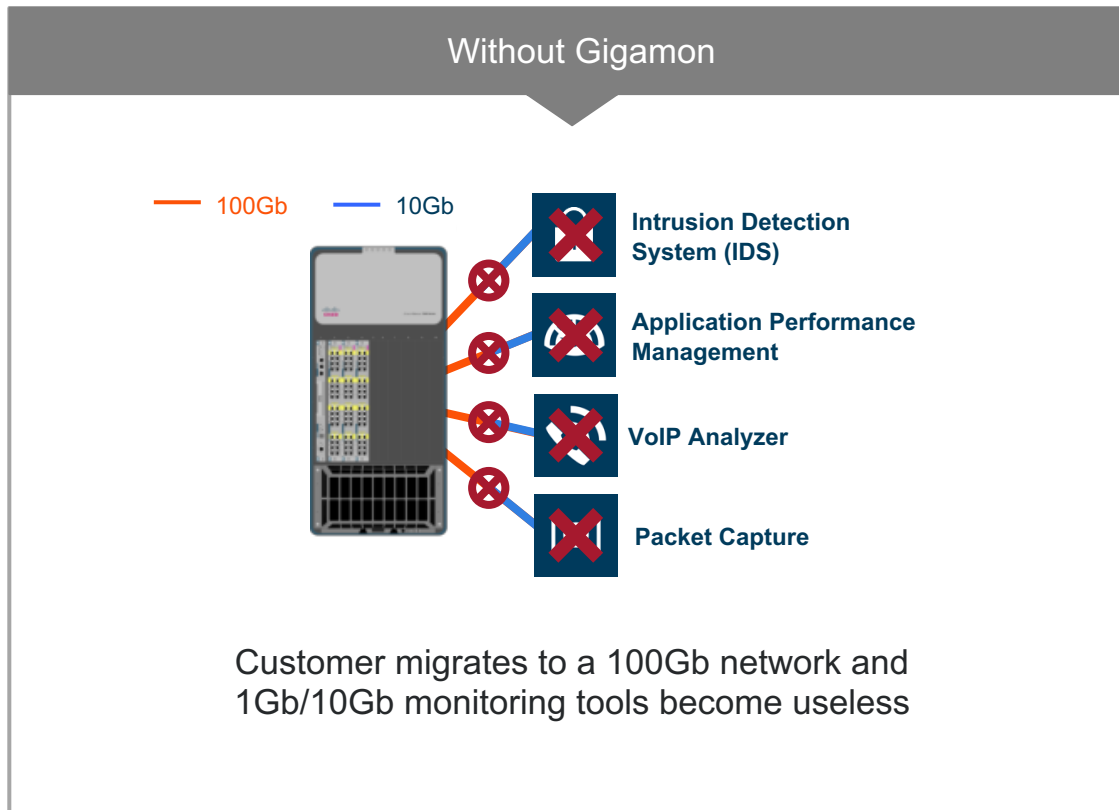 Without Gigamon
100Gb
10Gb
Intrusion Detection
System (IDS)
Application Performance
Management
VoIP Analyzer
Packet Capture
Customer migrates to a 100Gb network and
1Gb/10Gb monitoring tools become useless